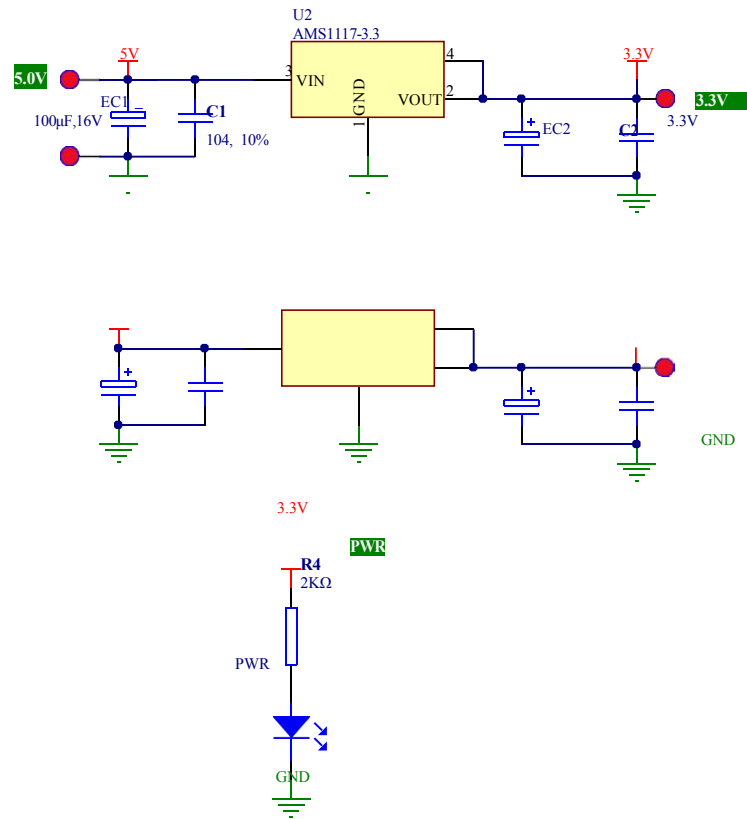 U2
AMS1117-3.3
5V
4
3.3V
5.0V
3
VIN
EC1
C1
GND
VOUT
2
3.3V
100μF,16V
1
EC2
C2
3.3V
104, 10%
GND
3.3V
PWR
R4
2KΩ
PWR
GND